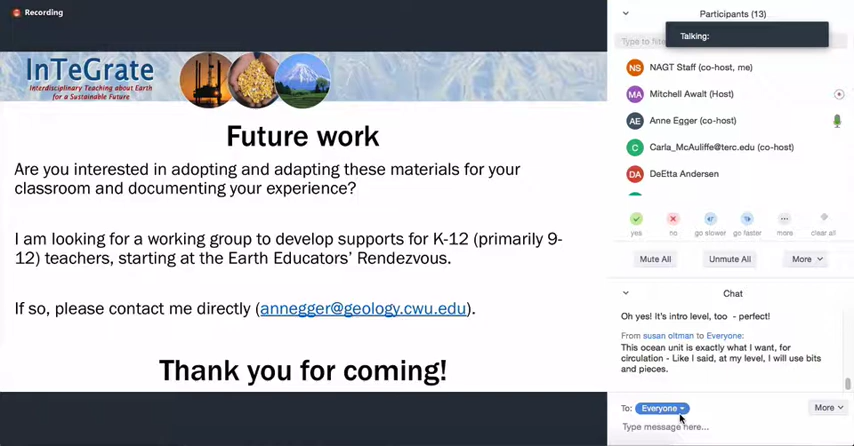 Recording
InTeGrate
Interdisciplinary Teaching about Earth
for a Sustainable Future
Future work
Are you interested in adopting and adapting these materials for your
classroom and documenting your experience?
I am looking for a working group to develop supports for K-12 (primarily 9-
12) teachers, starting at the Earth Educators' Rendezvous.
If so, please contact me directly (annegger@geology.cwu.edu).
Thank you for coming!
Participants (13)
Type to filte
Talking:
NS NAGT Staff (co-host, me)
MA Mitchell Awalt (Host)
AE Anne Egger (co-host)
C Carla_McAuliffe@terc.edu (co-host)
DA DeEtta Andersen
yes no go slower go faster more clear all
Mute All Unmute All More
Chat
Oh yes! It's intro level, too - perfect!
From susan oltman to Everyone:
This ocean unit is exactly what I want, for
circulation - Like I said, at my level, I will use bits
and pieces.
To: Everyone More
Type message here...